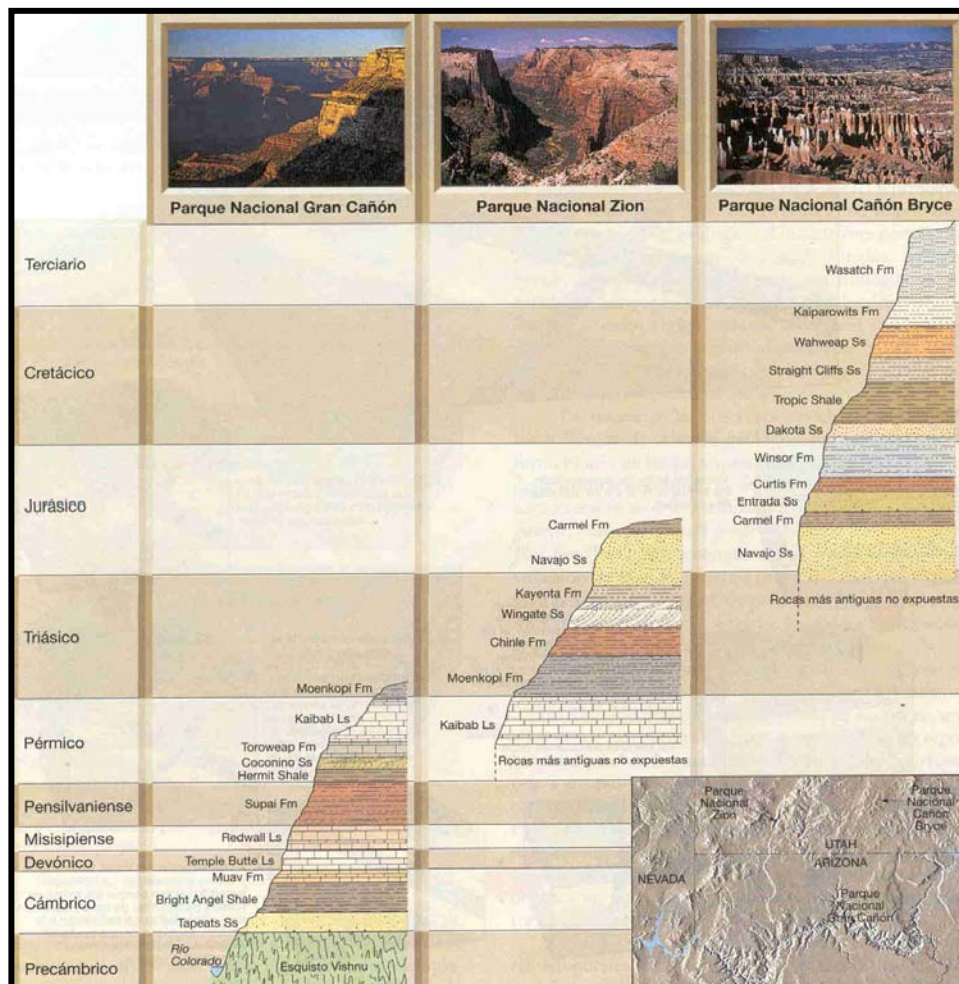 Parque Nacional Gran Cañón
Parque Nacional Zion
Parque Nacional Cañón Bryce
Terciario
Cretácico
Jurásico
Triásico
Pérmico
Pensilvaniense
Misisipiense
Devónico
Cámbrico
Precámbrico
Moenkopi Fm
Kaibab Ls
Toroweap Fm
Coconino Ss
Hermit Shale
Supai Fm
Redwall Ls
Temple Butte Ls
Muav Fm
Bright Angel Shale
Tapeats Ss
Río
Colorado
Esquisto Vishnu
Carmel Fm
Navajo Ss
Kayenta Fm
Wingate Ss
Chinle Fm
Moenkopi Fm
Kaibab Ls
Rocas más antiguas no expuestas
Wasatch Fm
Kaiparowits Fm
Wahweap Ss
Straight Cliffs Ss
Tropic Shale
Dakota Ss
Winsor Fm
Curtis Fm
Entrada Ss
Carmel Fm
Navajo Ss
Rocas más antiguas no expuestas
Parque
Nacional
Zion
Parque
Nacional
Cañón
Bryce
UTAH
ARIZONA
NEVADA
Parque
Nacional
Gran Cañón